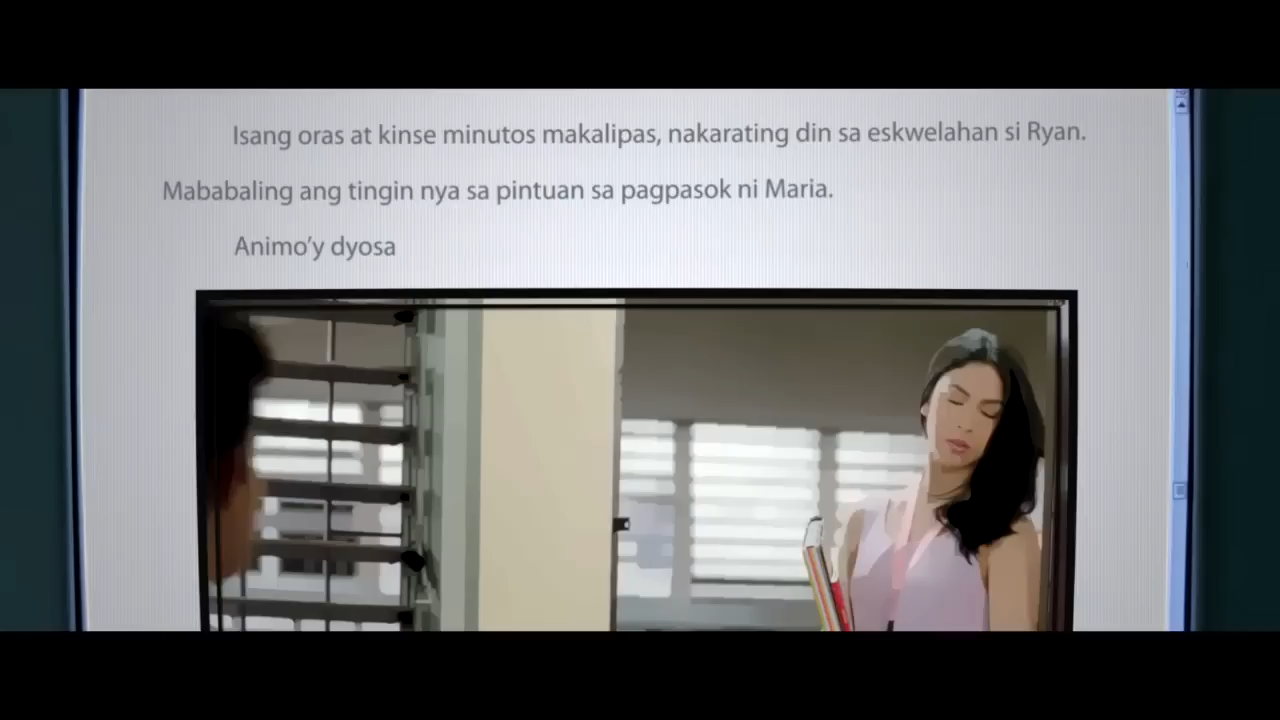 Isang oras at kinse minutos makalipas, nakarating din sa eskwelahan si Ryan.
Mababaling ang tingin nya sa pintuan sa pagpasok ni Maria.
Animo'y dyosa